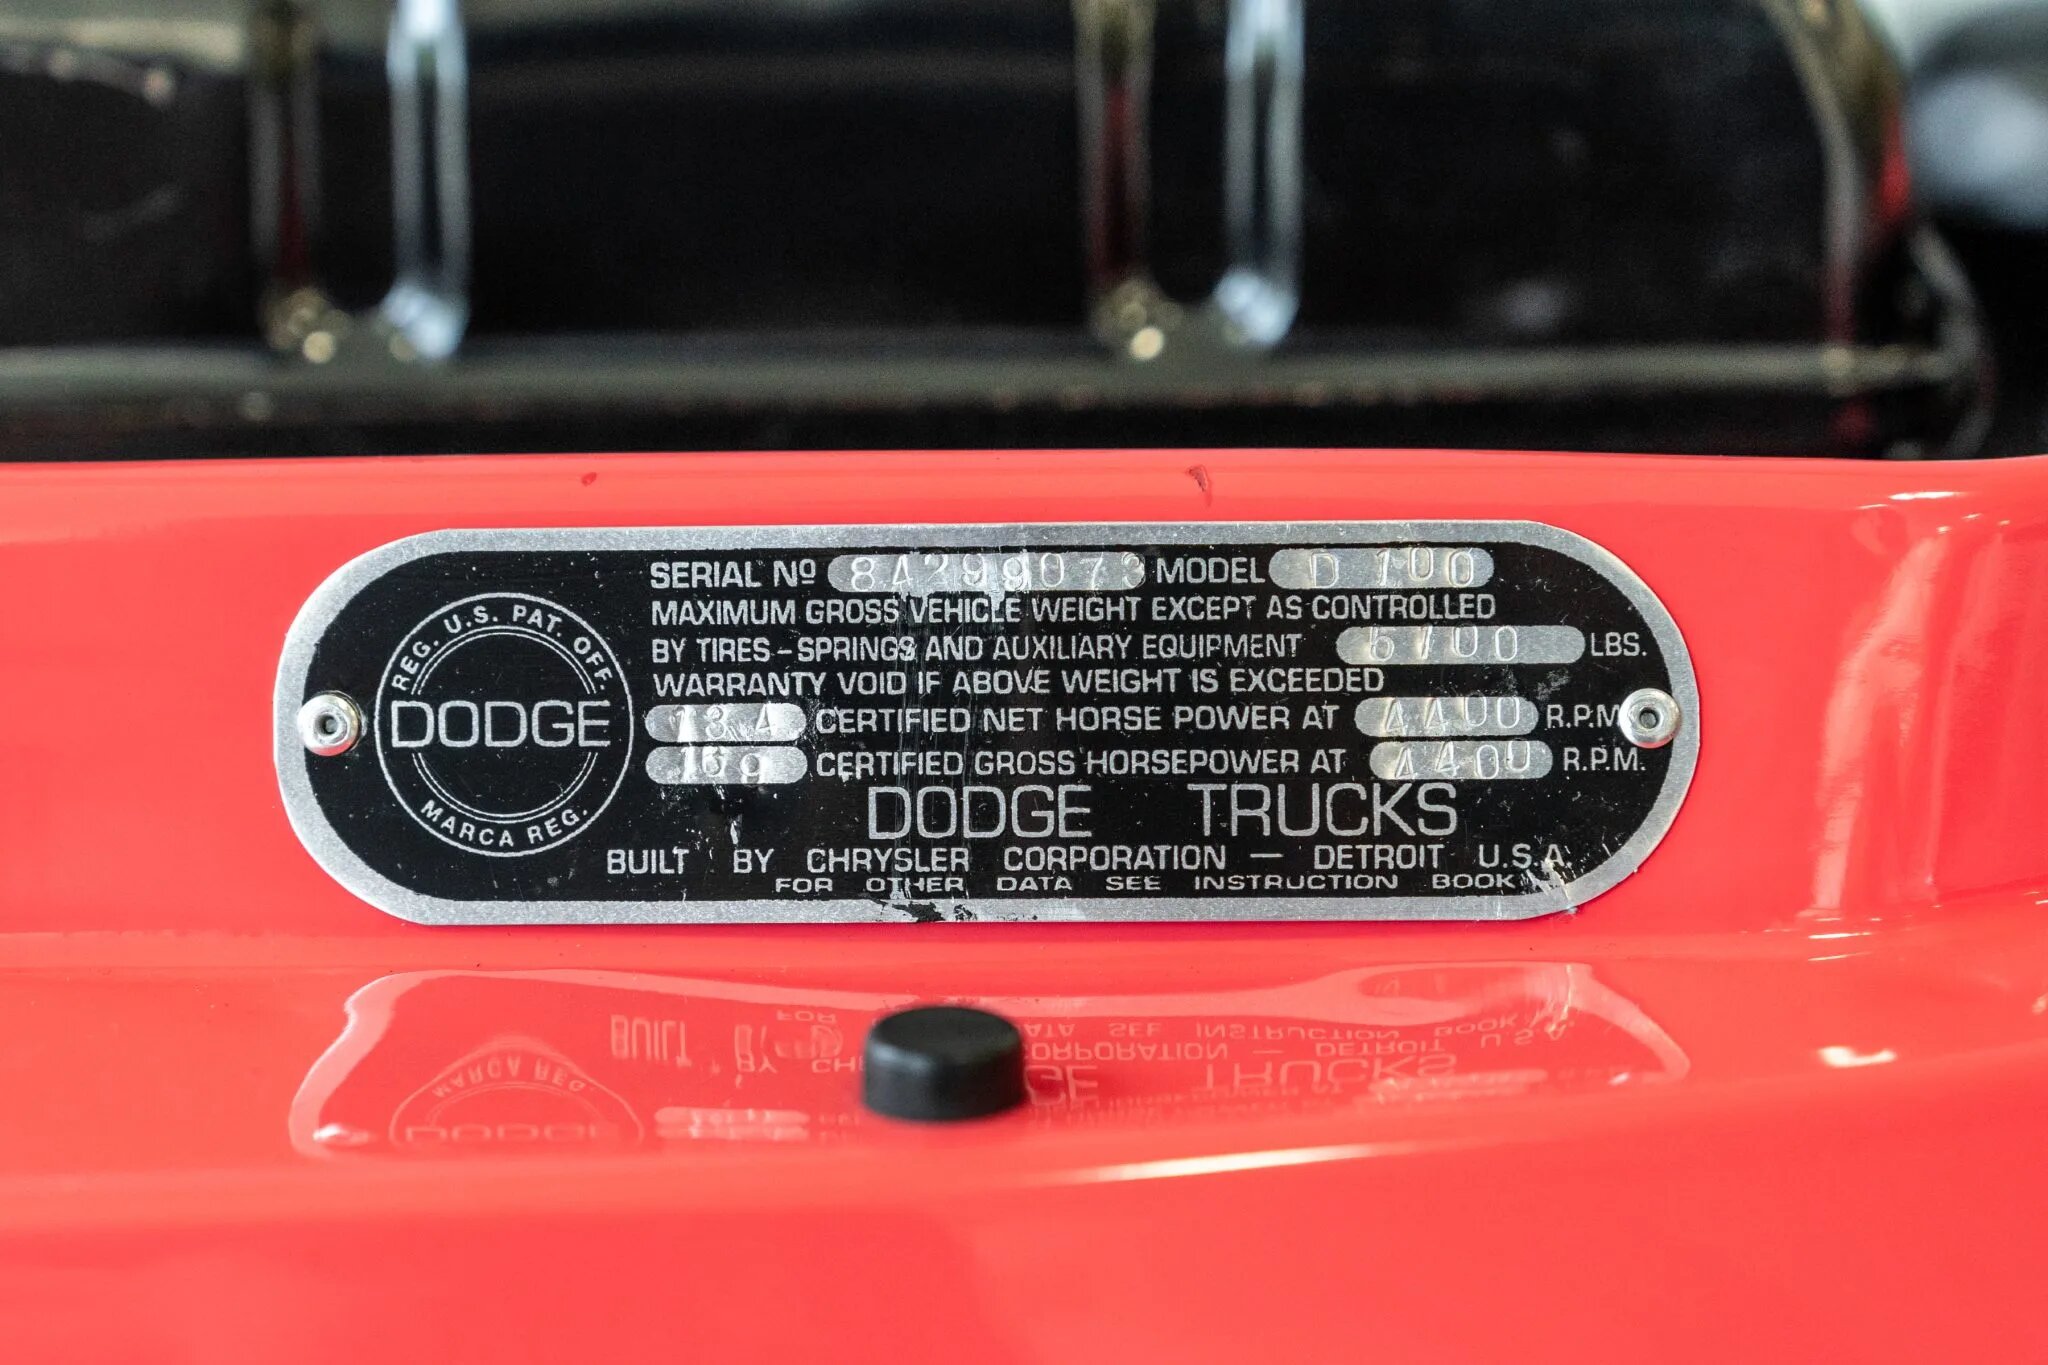 REG. U.S. PAT. OFF.
DODGE
MARCA REG.
SERIAL Nº 84299073 MODEL D 100
MAXIMUM GROSS VEHICLE WEIGHT EXCEPT AS CONTROLLED
BY TIRES - SPRINGS AND AUXILIARY EQUIPMENT LBS.
WARRANTY VOID IF ABOVE WEIGHT IS EXCEEDED
134 CERTIFIED NET HORSE POWER AT 4400 R.P.M.
CERTIFIED GROSS HORSEPOWER AT 4400 R.P.M.
DODGE TRUCKS
BUILT BY CHRYSLER CORPORATION — DETROIT U.S.A.
FOR OTHER DATA SEE INSTRUCTION BOOK